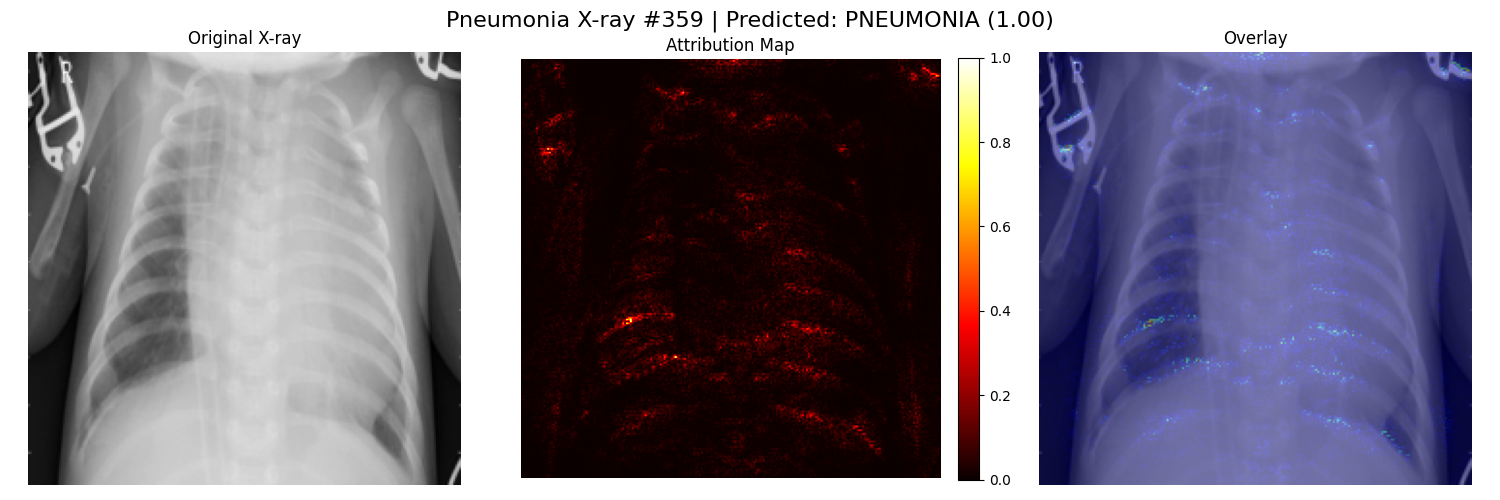 Pneumonia X-ray #359 | Predicted: PNEUMONIA (1.00)
Original X-ray
Attribution Map
Overlay
R
1.0
0.8
0.6
0.4
0.2
0.0
R